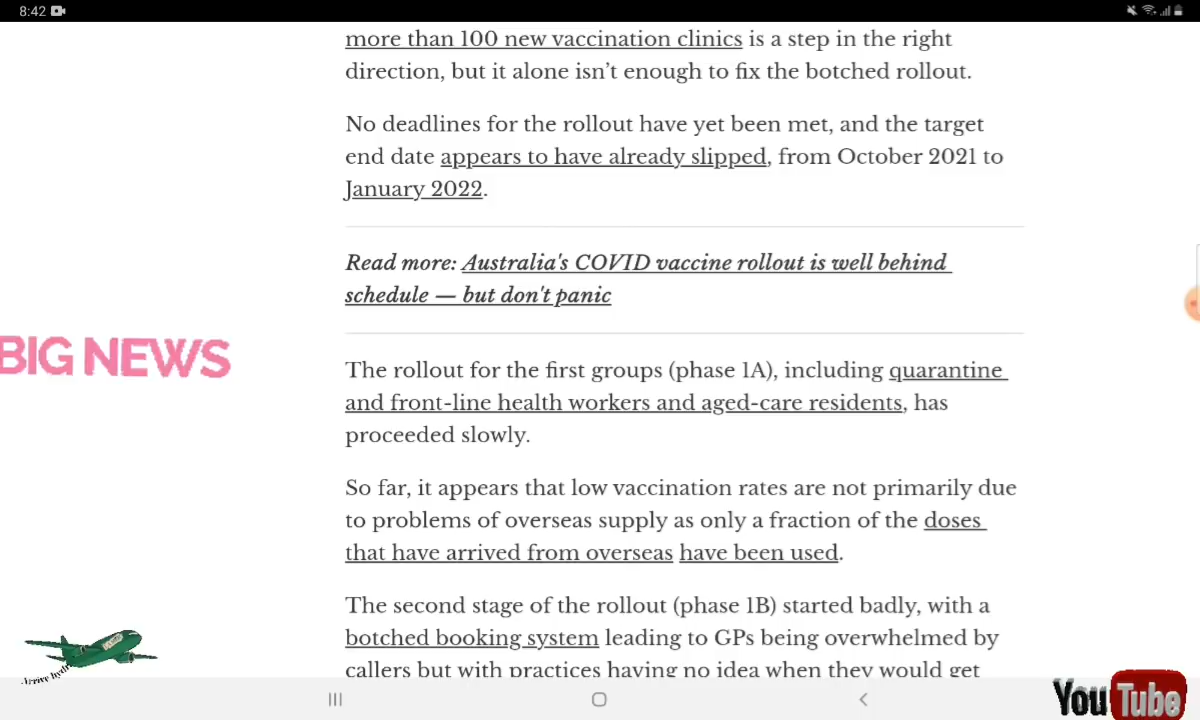 8:42
more than 100 new vaccination clinics is a step in the right
direction, but it alone isn’t enough to fix the botched rollout.
No deadlines for the rollout have yet been met, and the target
end date appears to have already slipped, from October 2021 to
January 2022.
Read more: Australia's COVID vaccine rollout is well behind
schedule — but don't panic
BIG NEWS
The rollout for the first groups (phase 1A), including quarantine
and front-line health workers and aged-care residents, has
proceeded slowly.
So far, it appears that low vaccination rates are not primarily due
to problems of overseas supply as only a fraction of the doses
that have arrived from overseas have been used.
The second stage of the rollout (phase 1B) started badly, with a
botched booking system leading to GPs being overwhelmed by
callers but with practices having no idea when they would get
Arrive
YouTube